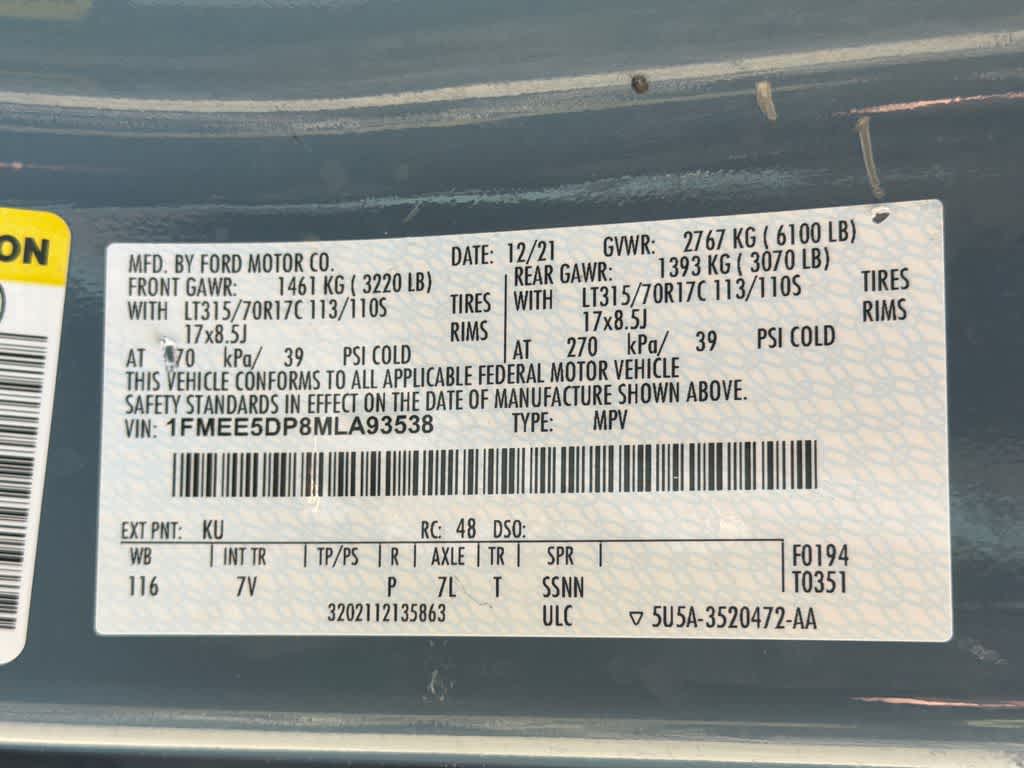 ON
MFD. BY FORD MOTOR CO. DATE: 12/21 GVWR: 2767 KG ( 6100 LB)
FRONT GAWR: 1461 KG ( 3220 LB) REAR GAWR: 1393 KG ( 3070 LB)
WITH LT315/70R17C 113/110S TIRES WITH LT315/70R17C 113/110S TIRES
17x8.5J RIMS 17x8.5J RIMS
AT 70 kPa/ 39 PSI COLD AT 270 kPa/ 39 PSI COLD
THIS VEHICLE CONFORMS TO ALL APPLICABLE FEDERAL MOTOR VEHICLE
SAFETY STANDARDS IN EFFECT ON THE DATE OF MANUFACTURE SHOWN ABOVE.
VIN: 1FMEE5DP8MLA93538 TYPE: MPV
EXT PNT: KU RC: 48 DSO:
WB INT TR TP/PS R AXLE TR SPR F0194
116 7V P 7L T SSNN T0351
3202112135863 ULC ▽ 5U5A-3520472-AA